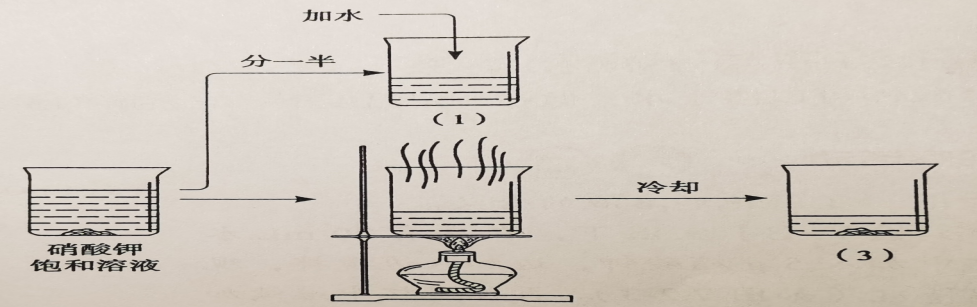 加水
分一半
(1)
冷却
硝酸钾
饱和溶液
(3)